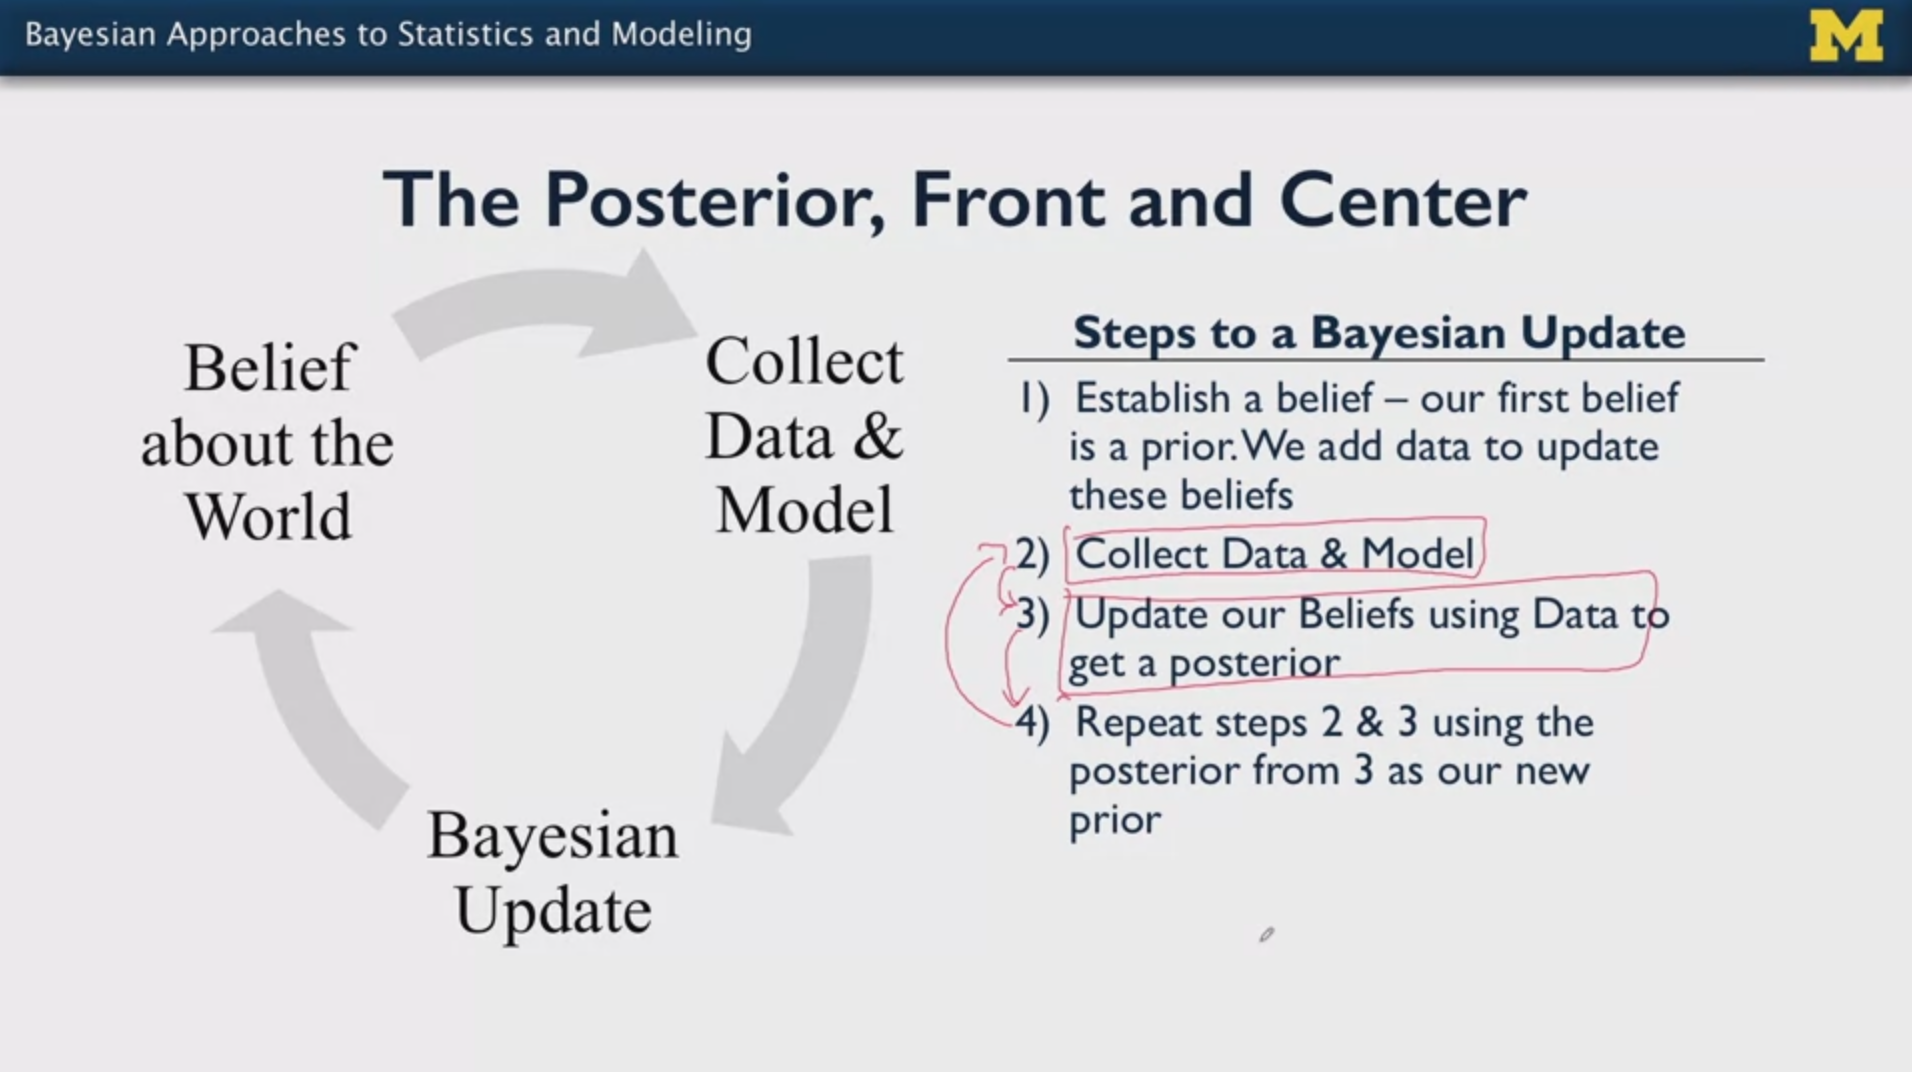 Bayesian Approaches to Statistics and Modeling
M
The Posterior, Front and Center
Belief
about the
World
Collect
Data &
Model
Bayesian
Update
Steps to a Bayesian Update
1) Establish a belief – our first belief
is a prior. We add data to update
these beliefs
2) Collect Data & Model
3) Update our Beliefs using Data to
get a posterior
4) Repeat steps 2 & 3 using the
posterior from 3 as our new
prior